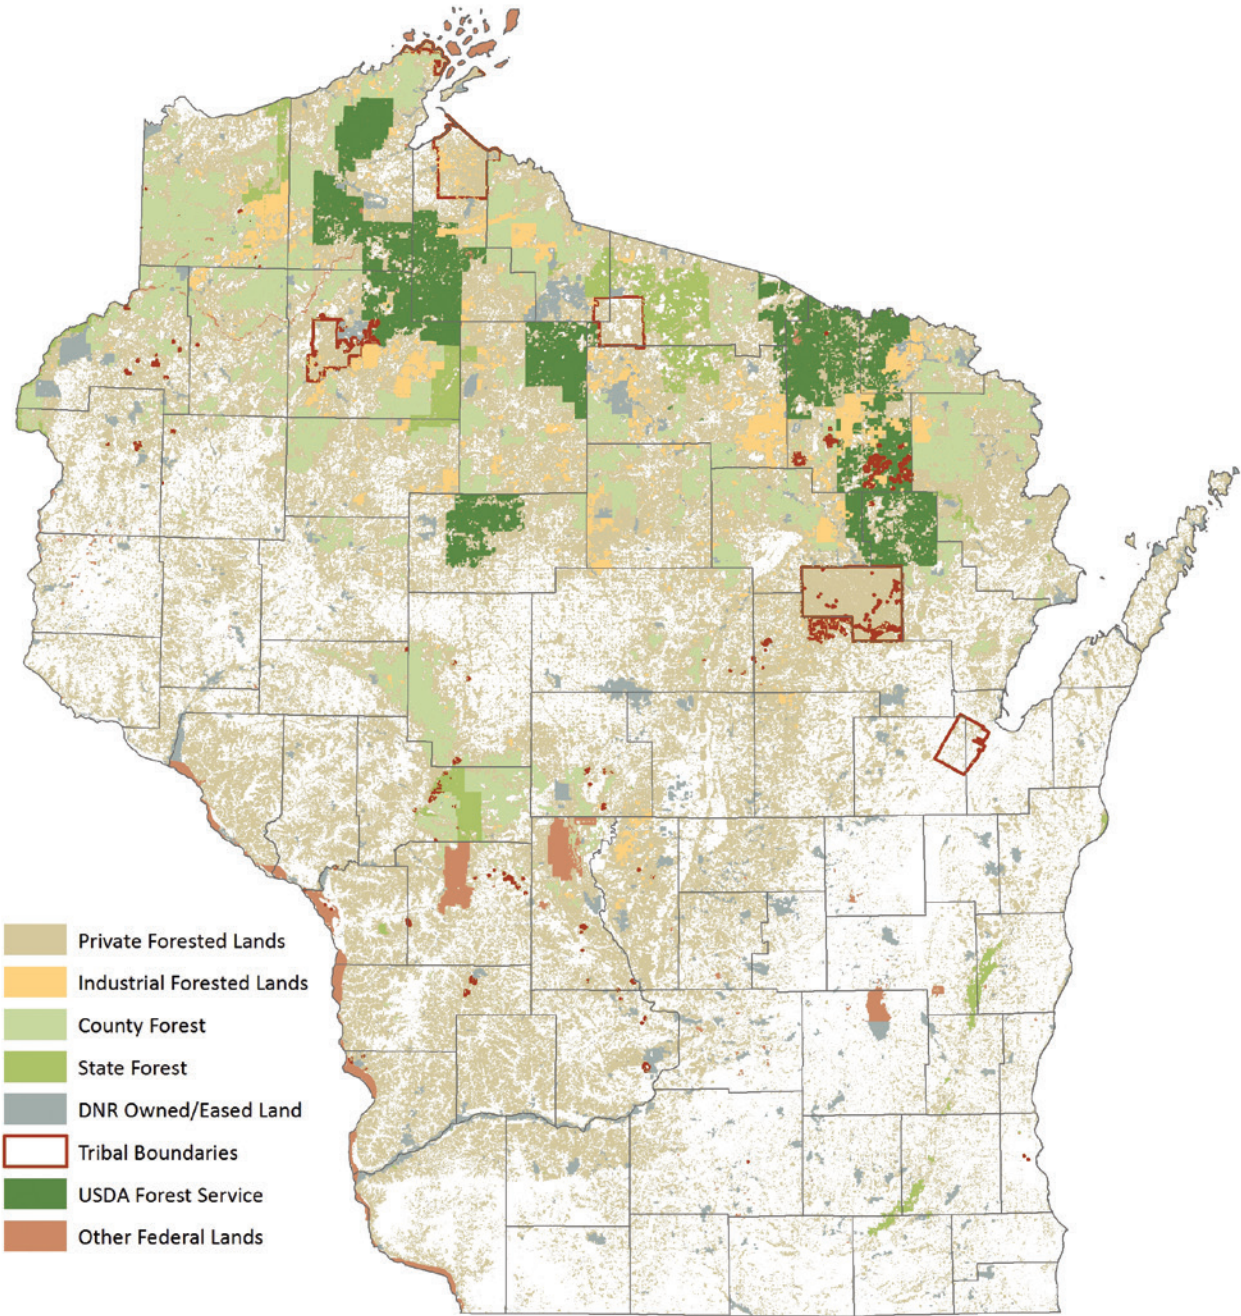 Private Forested Lands
Industrial Forested Lands
County Forest
State Forest
DNR Owned/Eased Land
Tribal Boundaries
USDA Forest Service
Other Federal Lands